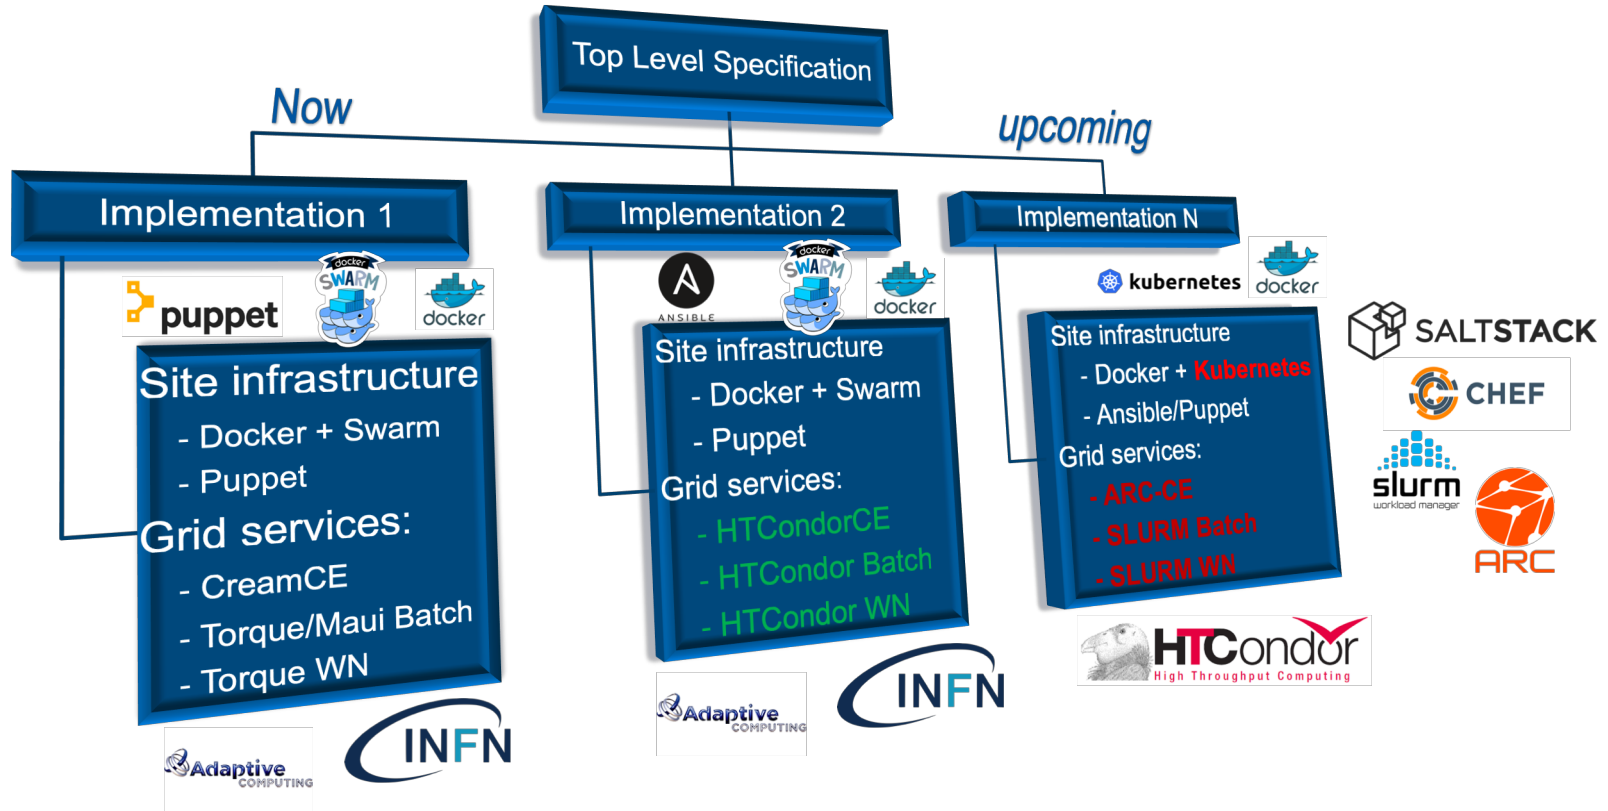 Top Level Specification
Now
upcoming
Implementation 1
Implementation 2
Implementation N
puppet
docker
SWARM
docker
Site infrastructure
- Docker + Swarm
- Puppet
Grid services:
- CreamCE
- Torque/Maui Batch
- Torque WN
Adaptive
COMPUTING
INFN
A
ANSIBLE
docker
SWARM
docker
Site infrastructure
- Docker + Swarm
- Puppet
Grid services:
- HTCondorCE
- HTCondor Batch
- HTCondor WN
Adaptive
COMPUTING
INFN
kubernetes
docker
Site infrastructure
- Docker + Kubernetes
- Ansible/Puppet
Grid services:
- ARC-CE
- SLURM Batch
- SLURM WN
SALTSTACK
CHEF
slurm
workload manager
ARC
HTCondor
High Throughput Computing